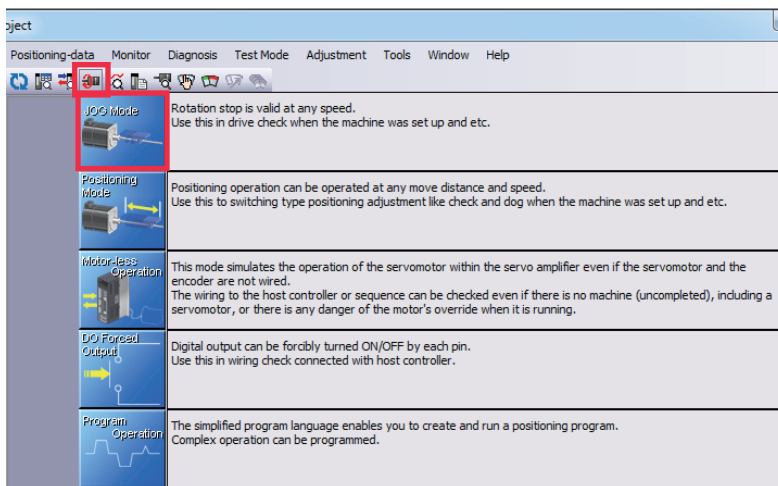 oject
Positioning-data Monitor Diagnosis Test Mode Adjustment Tools Window Help
JOG Mode
Rotation stop is valid at any speed.
Use this in drive check when the machine was set up and etc.
Positioning
Mode
Positioning operation can be operated at any move distance and speed.
Use this to switching type positioning adjustment like check and dog when the machine was set up and etc.
Motor-less
Operation
This mode simulates the operation of the servomotor within the servo amplifier even if the servomotor and the
encoder are not wired.
The wiring to the host controller or sequence can be checked even if there is no machine (uncompleted), including a
servomotor, or there is any danger of the motor's override when it is running.
DO Forced
Output
Digital output can be forcibly turned ON/OFF by each pin.
Use this in wiring check connected with host controller.
Program
Operation
The simplified program language enables you to create and run a positioning program.
Complex operation can be programmed.